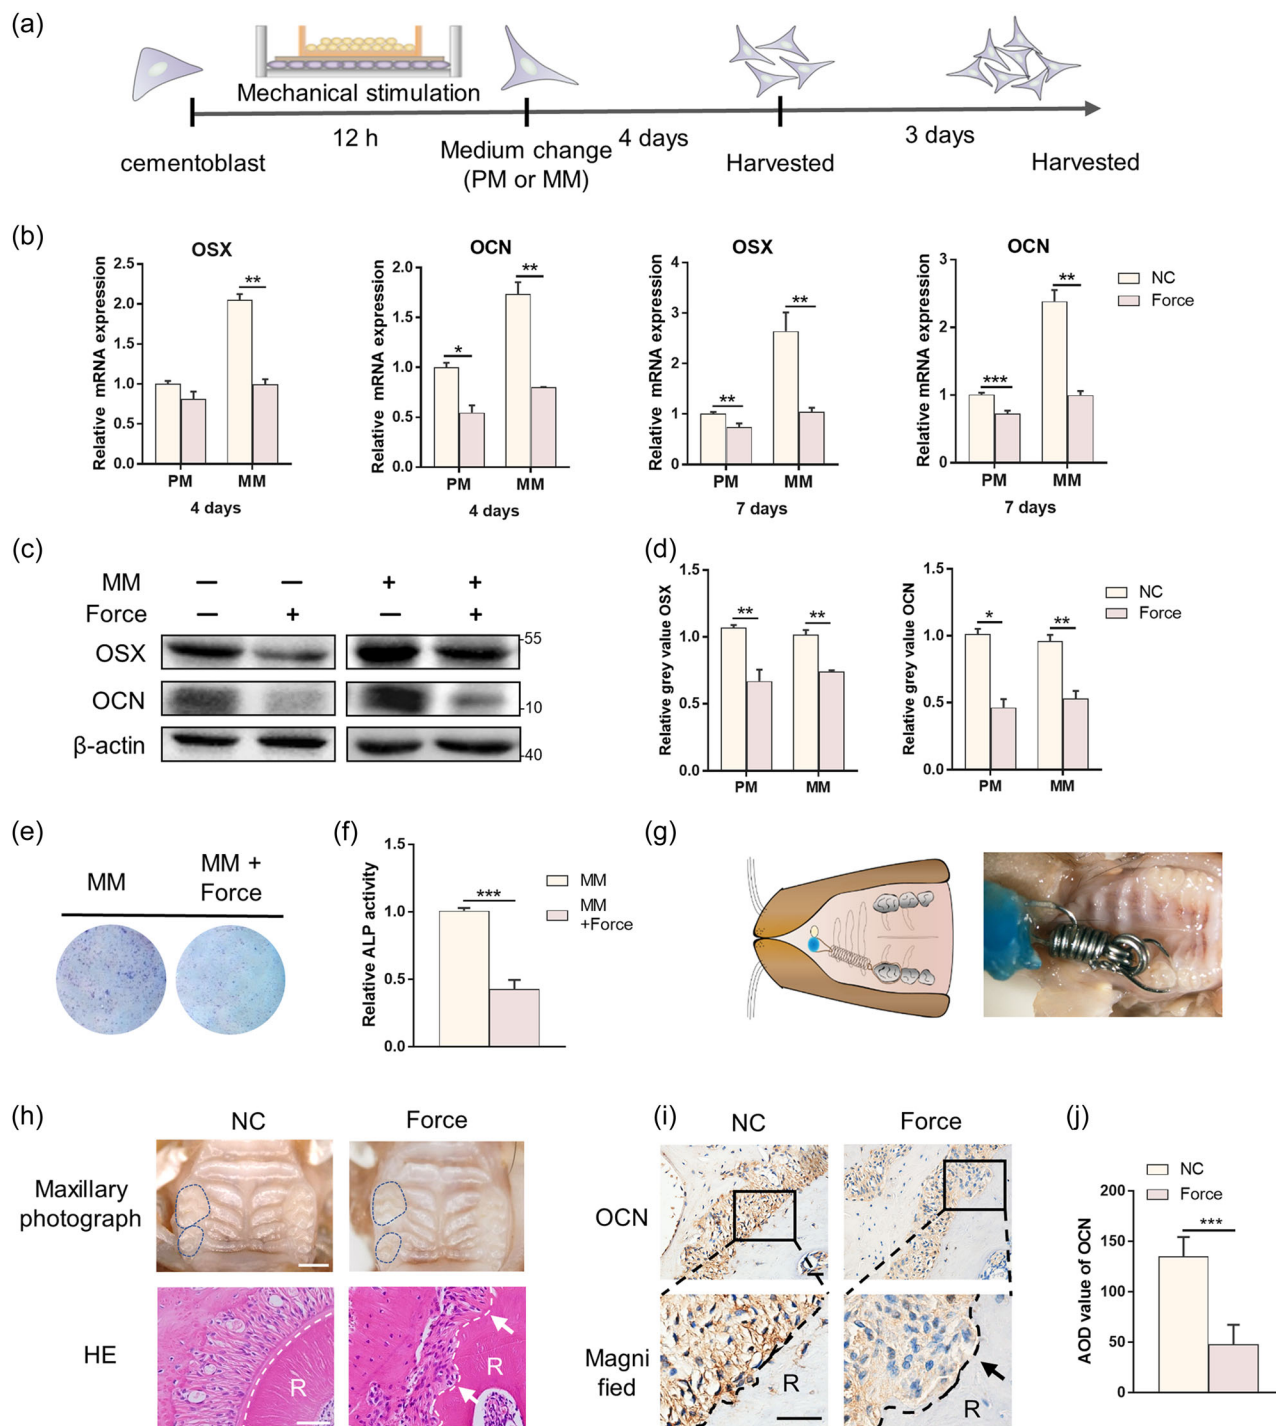 (a)
Mechanical stimulation
12 h
4 days
3 days
cementoblast
Medium change
(PM or MM)
Harvested
Harvested
(b)
OSX
Relative mRNA expression
2.5
2.0
1.5
1.0
0.5
0.0
**
PM
MM
4 days
OCN
Relative mRNA expression
2.0
1.5
1.0
0.5
0.0
*
**
PM
MM
4 days
OSX
Relative mRNA expression
4
3
2
1
0
**
**
PM
MM
7 days
OCN
Relative mRNA expression
3
2
1
0
***
**
PM
MM
7 days
NC
Force
(c)
MM
— — + +
Force
— + — +
OSX
-55
OCN
-10
β-actin
-40
(d)
Relative grey value OSX
1.5
1.0
0.5
0.0
**
**
PM
MM
Relative grey value OCN
1.5
1.0
0.5
0.0
*
**
PM
MM
NC
Force
(e)
MM
MM +
Force
(f)
Relative ALP activity
1.5
1.0
0.5
0.0
***
MM
MM
+Force
(g)
(h)
NC
Force
Maxillary
photograph
HE
R
R
(i)
NC
Force
OCN
Magni
fied
R
R
(j)
NC
Force
AOD value of OCN
200
150
100
50
0
***